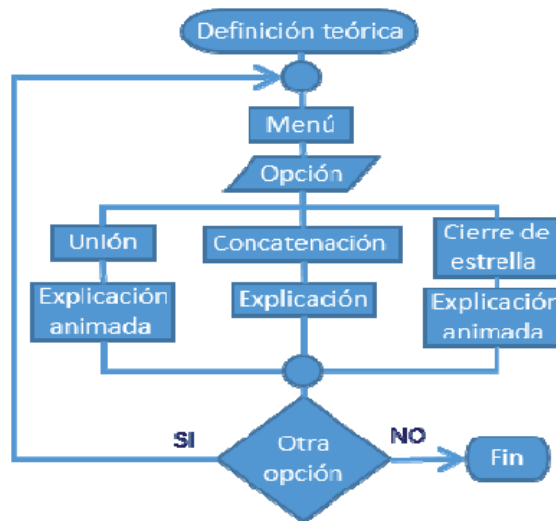 Definición teórica
Menú
Opción
Unión
Concatenación
Cierre de
estrella
Explicación
animada
Explicación
Explicación
animada
SI
Otra
opción
NO
Fin